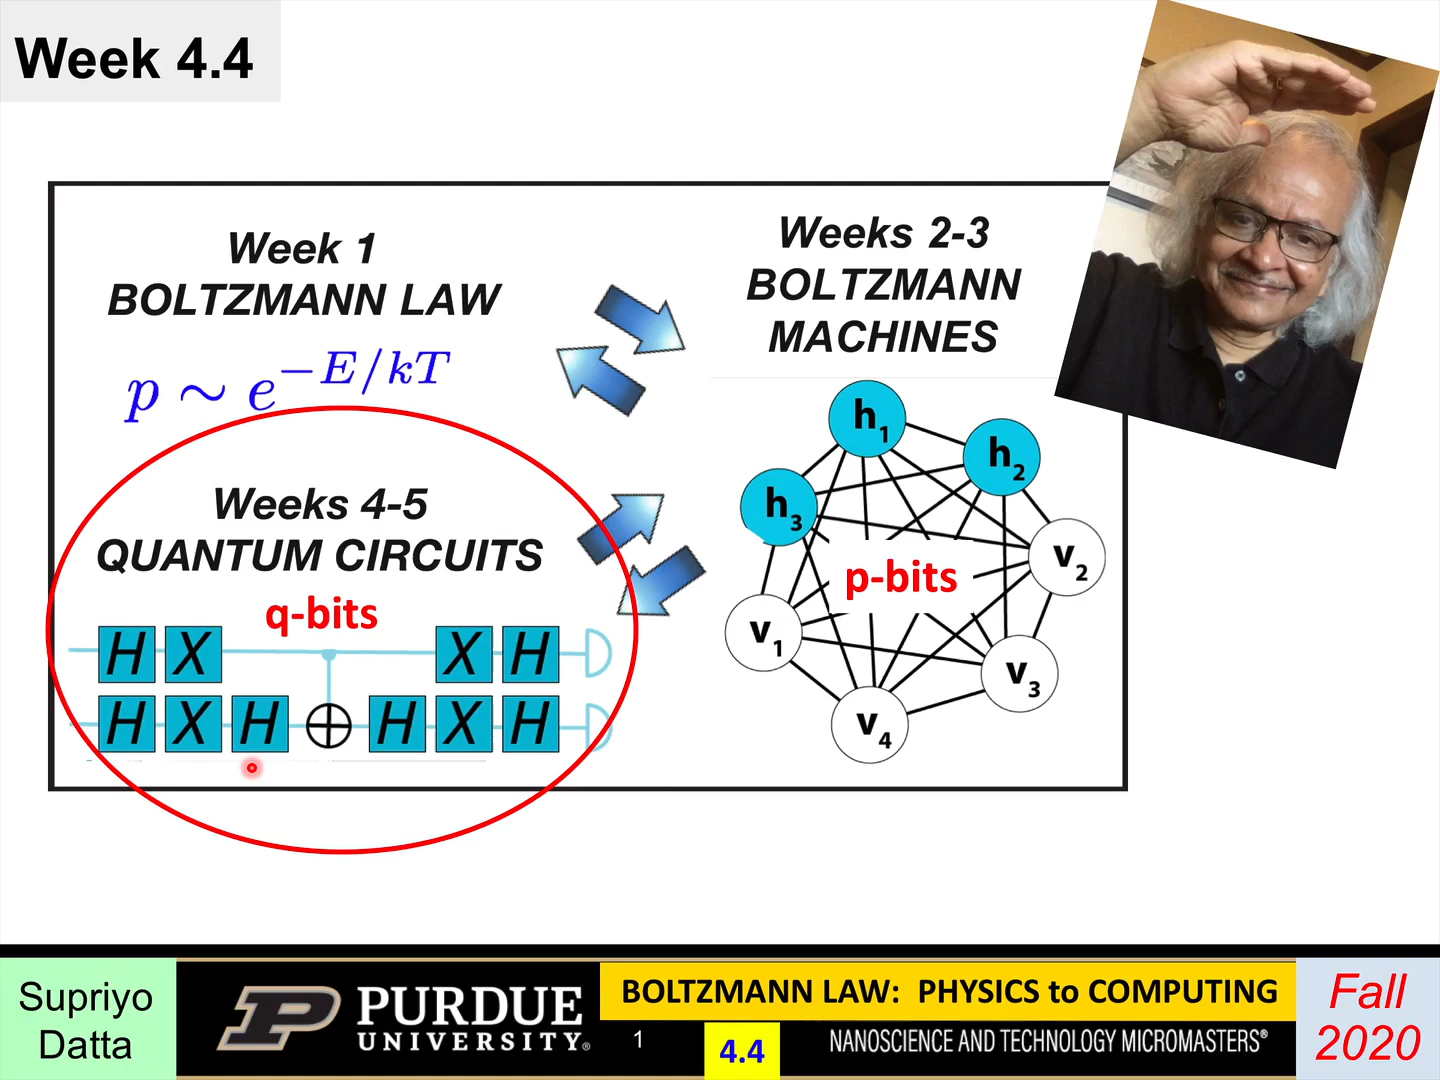 Week 4.4
Week 1
BOLTZMANN LAW
p ~ e^{-E/kT}
Weeks 2-3
BOLTZMANN
MACHINES
h1
h2
h3
v2
p-bits
v1
v3
v4
Weeks 4-5
QUANTUM CIRCUITS
q-bits
H X X H
H X H H X H
Supriyo
Datta
P
PURDUE
UNIVERSITY®
1
BOLTZMANN LAW: PHYSICS to COMPUTING
4.4
NANOSCIENCE AND TECHNOLOGY MICROMASTERS®
Fall
2020